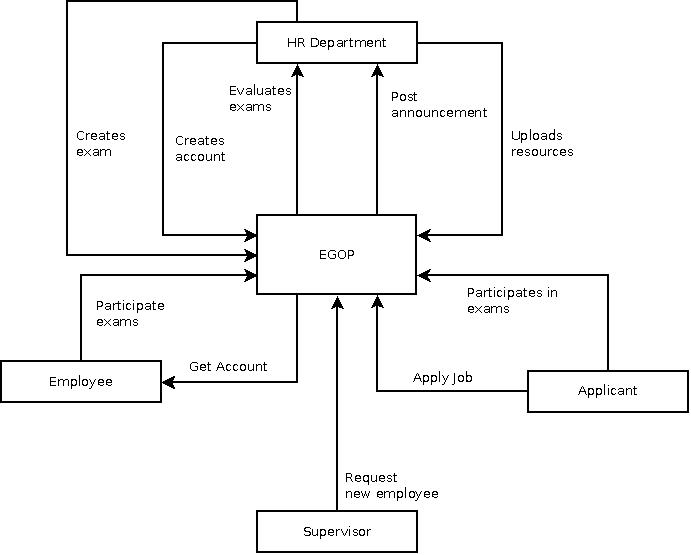 HR Department
Evaluates
exams
Post
announcement
Creates
exam
Creates
account
Uploads
resources
EGOP
Participate
exams
Participates in
exams
Get Account
Apply Job
Employee
Applicant
Request
new employee
Supervisor